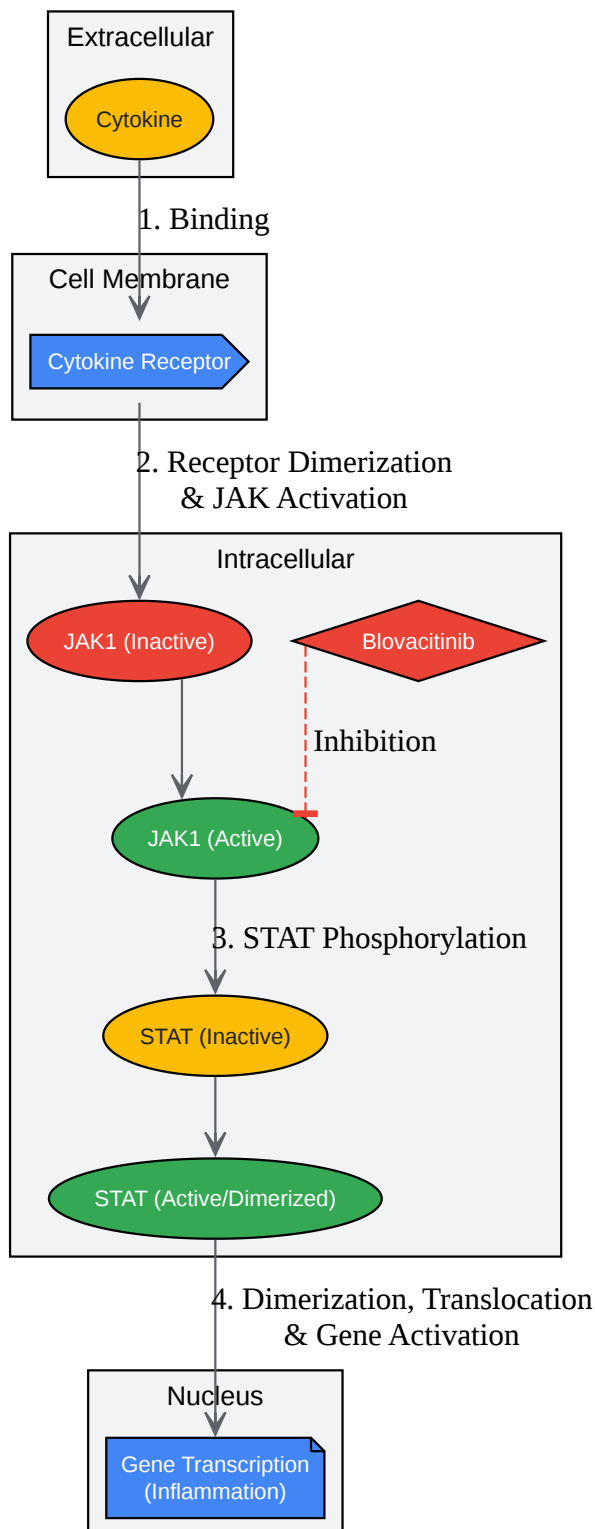 Extracellular
Cytokine
1. Binding
Cell Membrane
Cytokine Receptor
2. Receptor Dimerization
& JAK Activation
Intracellular
JAK1 (Inactive)
Blovacitinib
Inhibition
JAK1 (Active)
3. STAT Phosphorylation
STAT (Inactive)
STAT (Active/Dimerized)
4. Dimerization, Translocation
& Gene Activation
Nucleus
Gene Transcription
(Inflammation)